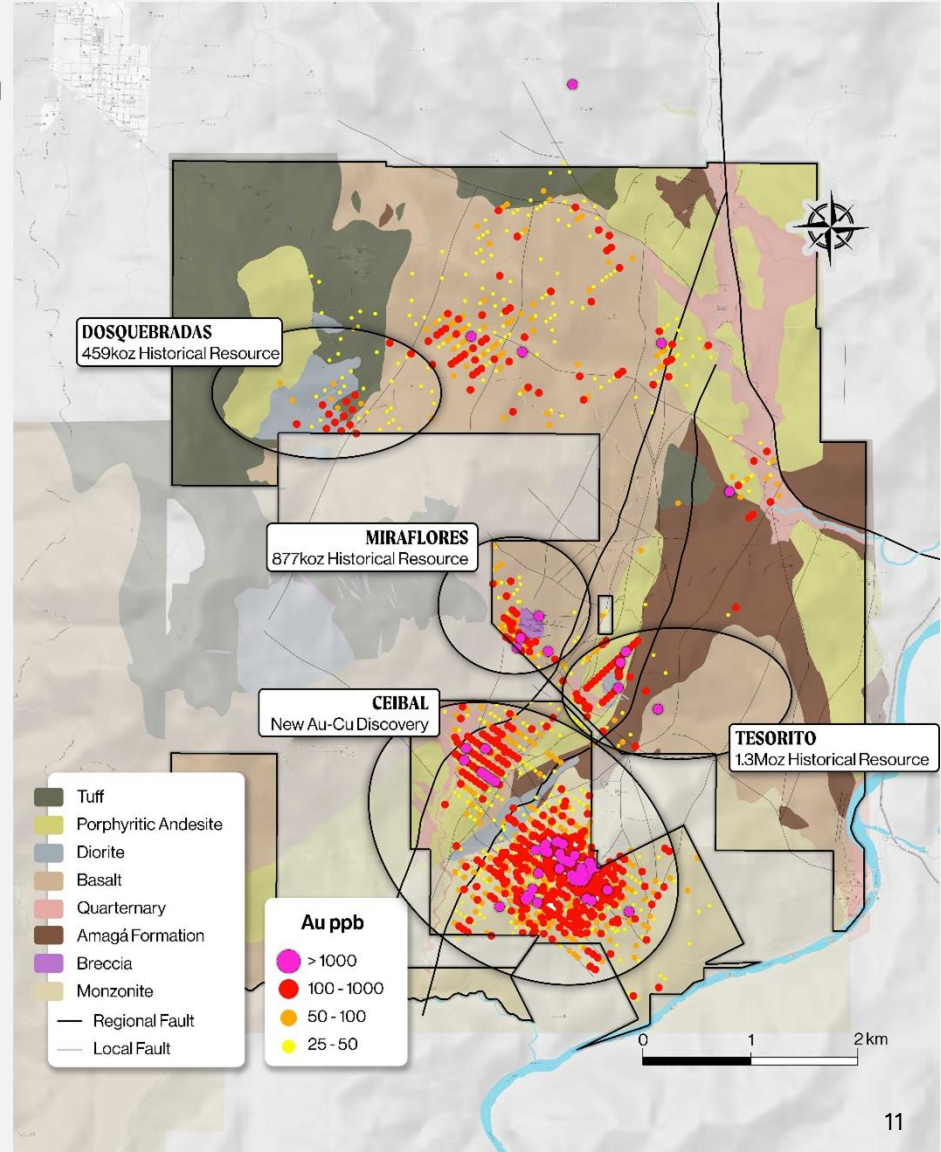 DOSQUEBRADAS
459koz Historical Resource
MIRAFLORES
877koz Historical Resource
CEIBAL
New Au-Cu Discovery
TESORITO
1.3Moz Historical Resource
Tuff
Porphyritic Andesite
Diorite
Basalt
Quarternary
Amagá Formation
Breccia
Monzonite
Regional Fault
Local Fault
Au ppb
>1000
100-1000
50-100
25-50
0 1 2 km
11